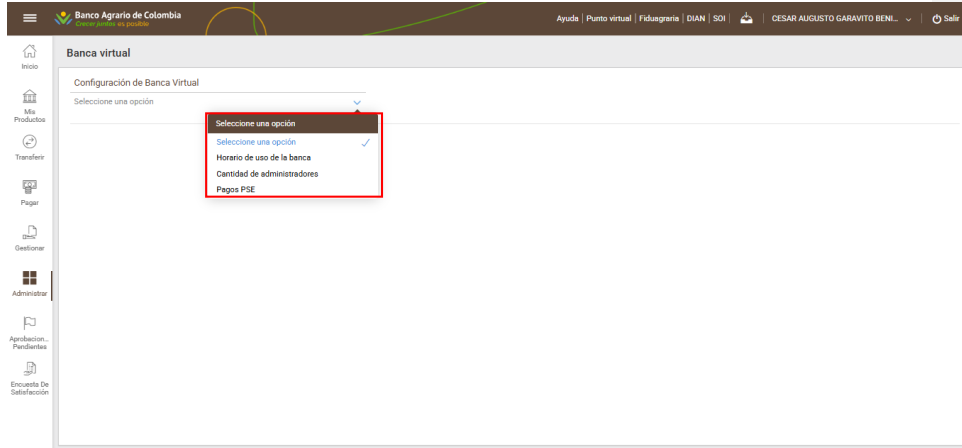 Banco Agrario de Colombia
Crecer juntos es posible
Ayuda | Punto virtual | Fiduagraria | DIAN | SOI | CESAR AUGUSTO GARAVITO BENI... | Salir
Inicio
Mis
Productos
Transferir
Pagar
Gestionar
Administrar
Aprobacion...
Pendientes
Encuesta De
Satisfacción
Banca virtual
Configuración de Banca Virtual
Seleccione una opción
Seleccione una opción
Seleccione una opción
Horario de uso de la banca
Cantidad de administradores
Pagos PSE